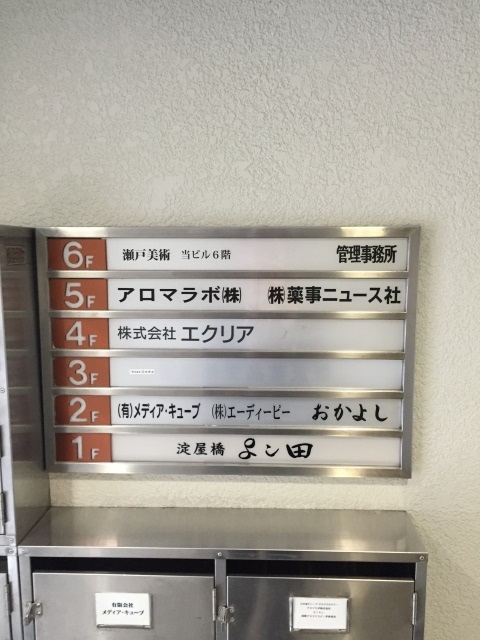 6F 瀬戸美術 当ビル6階 管理事務所
5F アロマラボ㈱ ㈱薬事ニュース社
4F 株式会社 エクリア
3F
2F (有)メディア・キューブ (株)エーディーピー おかよし
1F 淀屋橋 よし田
有限会社
メディア・キューブ